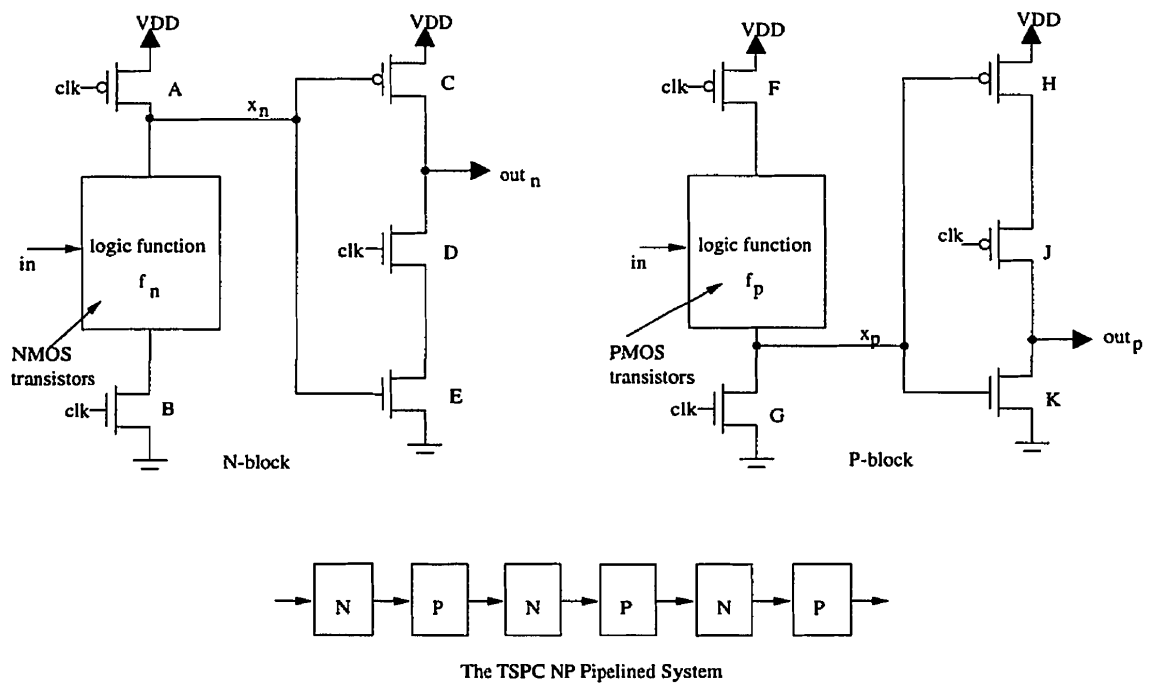 VDD
clk
A
x_n
VDD
C
out_n
clk
D
in
logic function
f_n
NMOS
transistors
clk
B
E
N-block
VDD
clk
F
VDD
H
in
logic function
f_p
clk
J
PMOS
transistors
x_p
out_p
clk
G
K
P-block
N
P
N
P
N
P
The TSPC NP Pipelined System